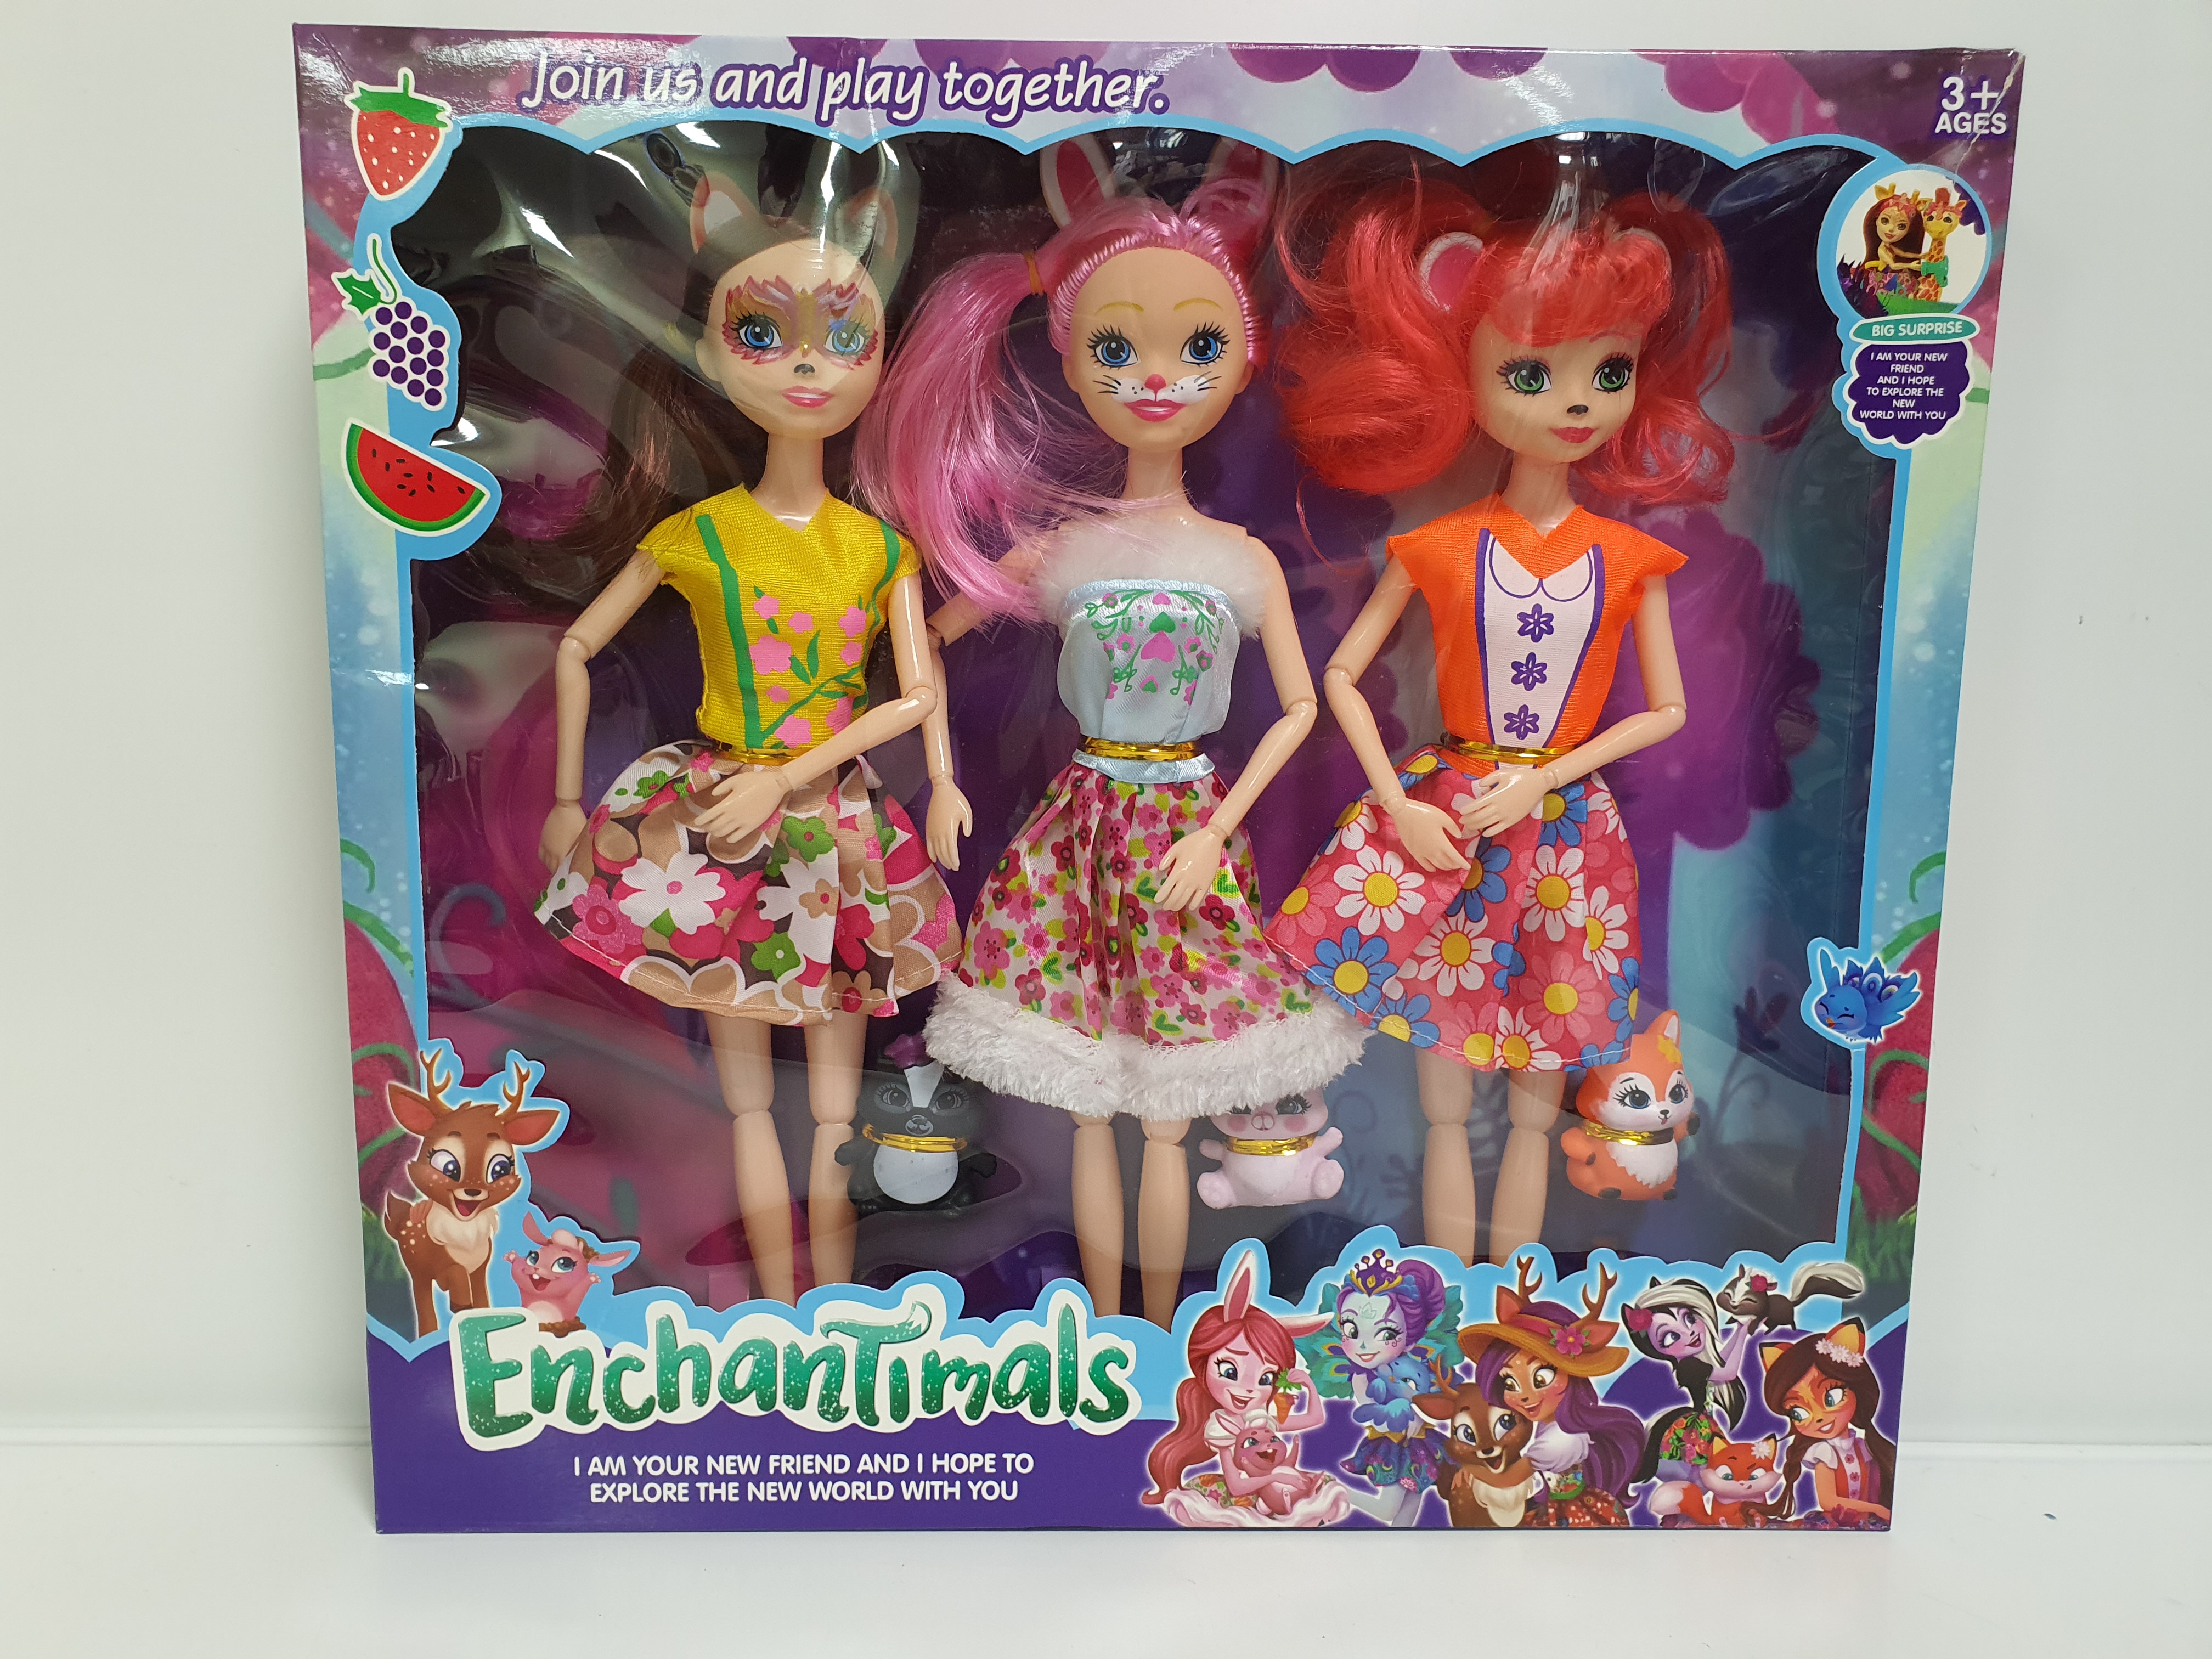 Join us and play together.
3+
AGES
BIG SURPRISE
I AM YOUR NEW
FRIEND
AND I HOPE
TO EXPLORE THE
NEW
WORLD WITH YOU
EnchanTimals
I AM YOUR NEW FRIEND AND I HOPE TO
EXPLORE THE NEW WORLD WITH YOU